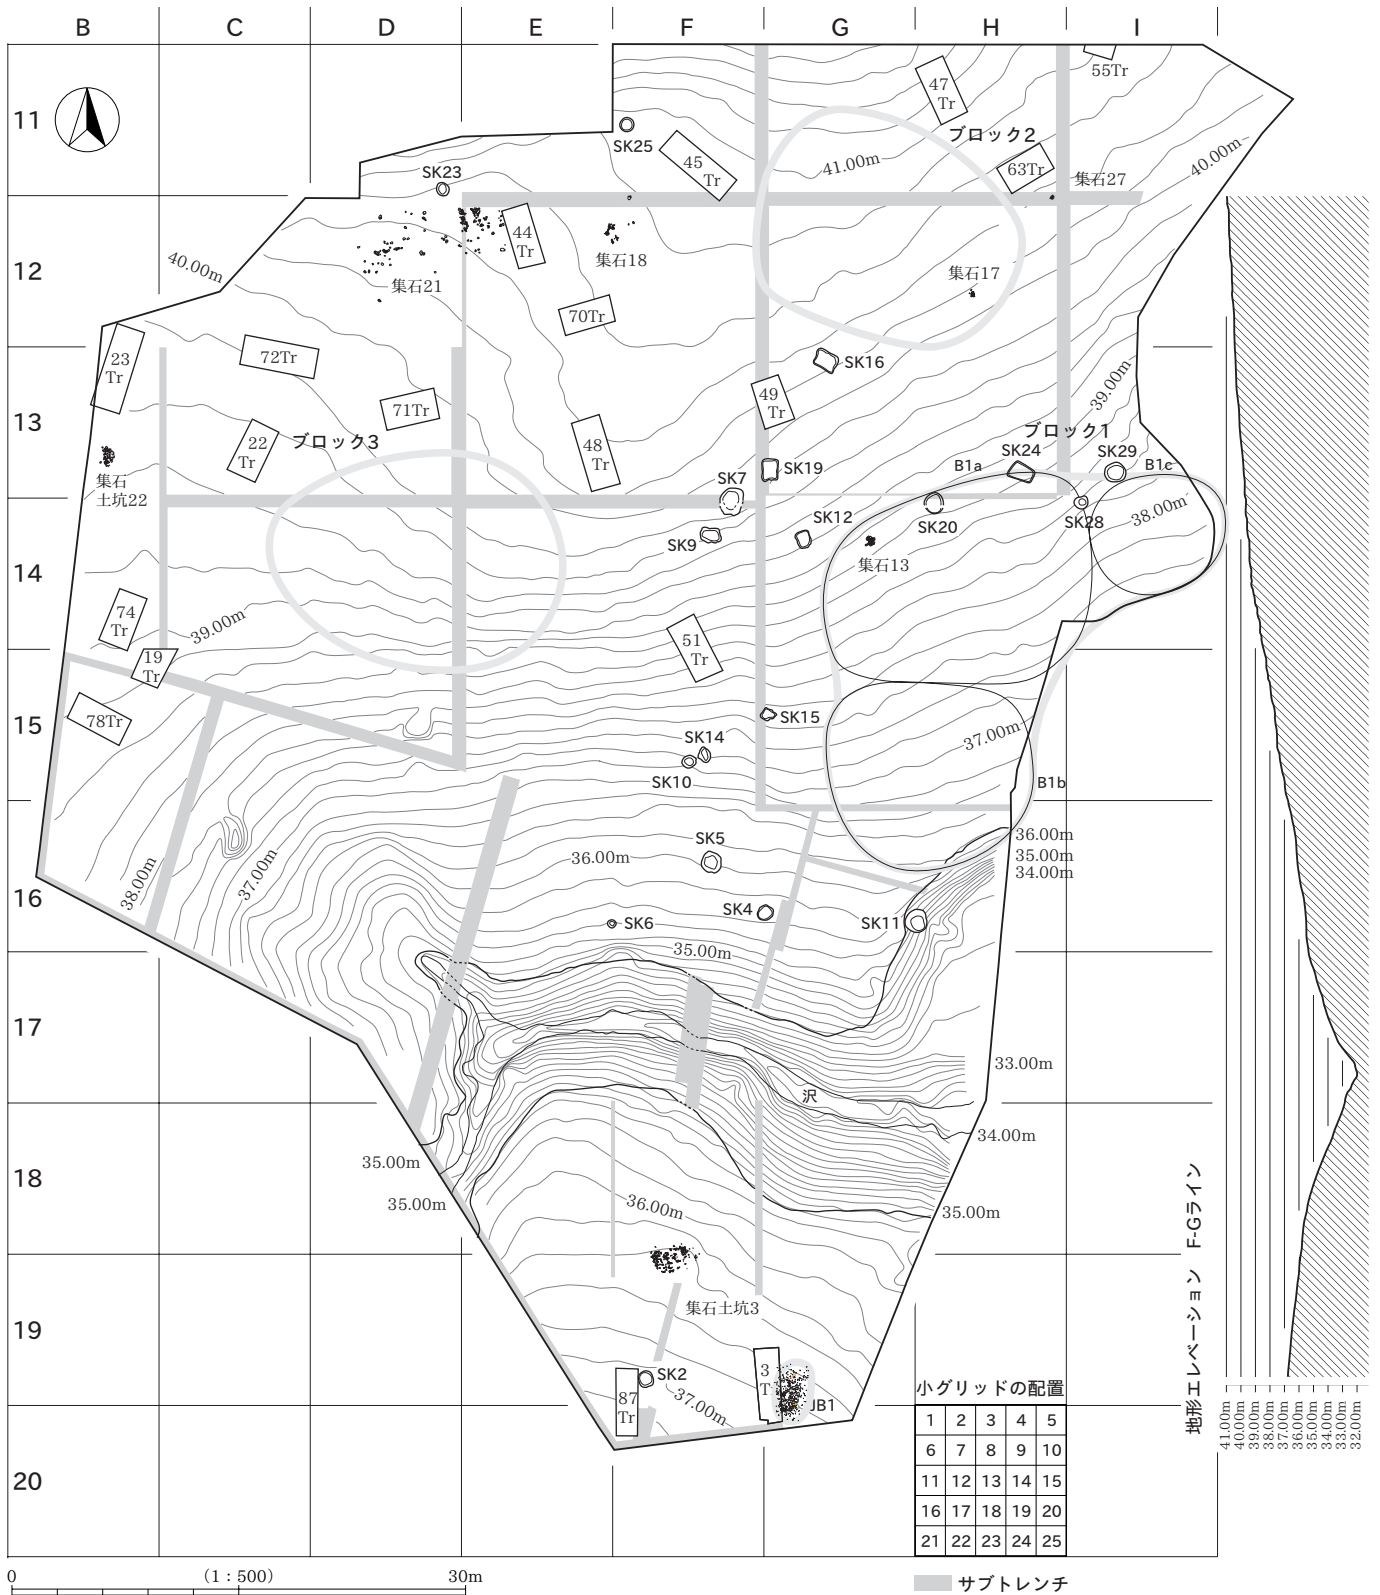 B C D E F G H I
11
12
13
14
15
16
17
18
19
20
47
Tr
55Tr
ブロック2
SK25
45
Tr
41.00m
63Tr
40.00m
集石27
SK23
44
Tr
集石18
40.00m
集石21
集石17
70Tr
23
Tr
72Tr
SK16
71Tr
49
Tr
39.00m
22
Tr
ブロック3
48
Tr
ブロック1
集石
土坑22
SK7
SK19
B1a
SK24
SK29
B1c
SK9
SK12
SK20
SK28
38.00m
集石13
74
Tr
39.00m
51
Tr
19
Tr
78Tr
SK15
SK14
SK10
37.00m
B1b
38.00m
37.00m
36.00m
SK5
36.00m
35.00m
34.00m
SK6
SK4
SK11
35.00m
33.00m
沢
34.00m
35.00m
35.00m
36.00m
35.00m
集石土坑3
SK2
87
Tr
37.00m
3
T
JB1
地形エレベーション F-Gライン
41.00m
40.00m
39.00m
38.00m
37.00m
36.00m
35.00m
34.00m
33.00m
32.00m
小グリッドの配置
1 2 3 4 5
6 7 8 9 10
11 12 13 14 15
16 17 18 19 20
21 22 23 24 25
サブトレンチ
0 (1：500) 30m